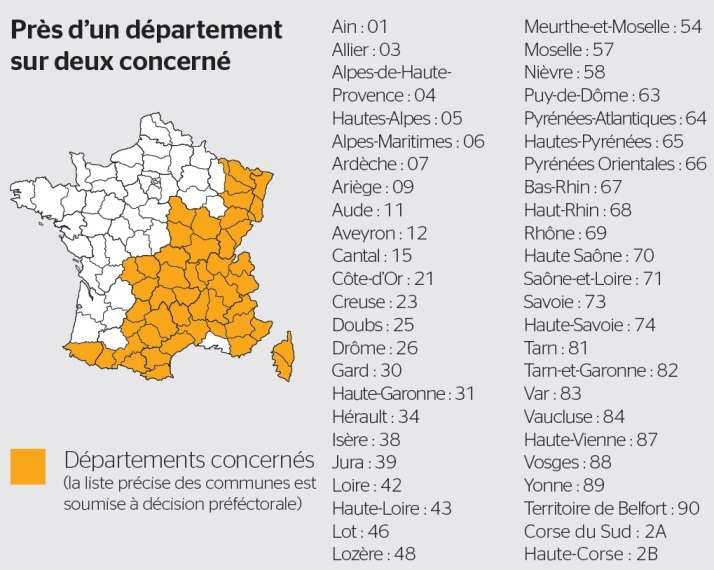 Près d'un département
sur deux concerné
Départements concernés
(la liste précise des communes est
soumise à décision préféctorale)
Ain : 01
Allier : 03
Alpes-de-Haute-
Provence : 04
Hautes-Alpes : 05
Alpes-Maritimes : 06
Ardèche : 07
Ariège : 09
Aude : 11
Aveyron : 12
Cantal : 15
Côte-d'Or : 21
Creuse : 23
Doubs : 25
Drôme : 26
Gard : 30
Haute-Garonne : 31
Hérault : 34
Isère : 38
Jura : 39
Loire : 42
Haute-Loire : 43
Lot : 46
Lozère : 48
Meurthe-et-Moselle : 54
Moselle : 57
Nièvre : 58
Puy-de-Dôme : 63
Pyrénées-Atlantiques : 64
Hautes-Pyrénées : 65
Pyrénées Orientales : 66
Bas-Rhin : 67
Haut-Rhin : 68
Rhône : 69
Haute Saône : 70
Saône-et-Loire : 71
Savoie : 73
Haute-Savoie : 74
Tarn : 81
Tarn-et-Garonne : 82
Var : 83
Vaucluse : 84
Haute-Vienne : 87
Vosges : 88
Yonne : 89
Territoire de Belfort : 90
Corse du Sud : 2A
Haute-Corse : 2B